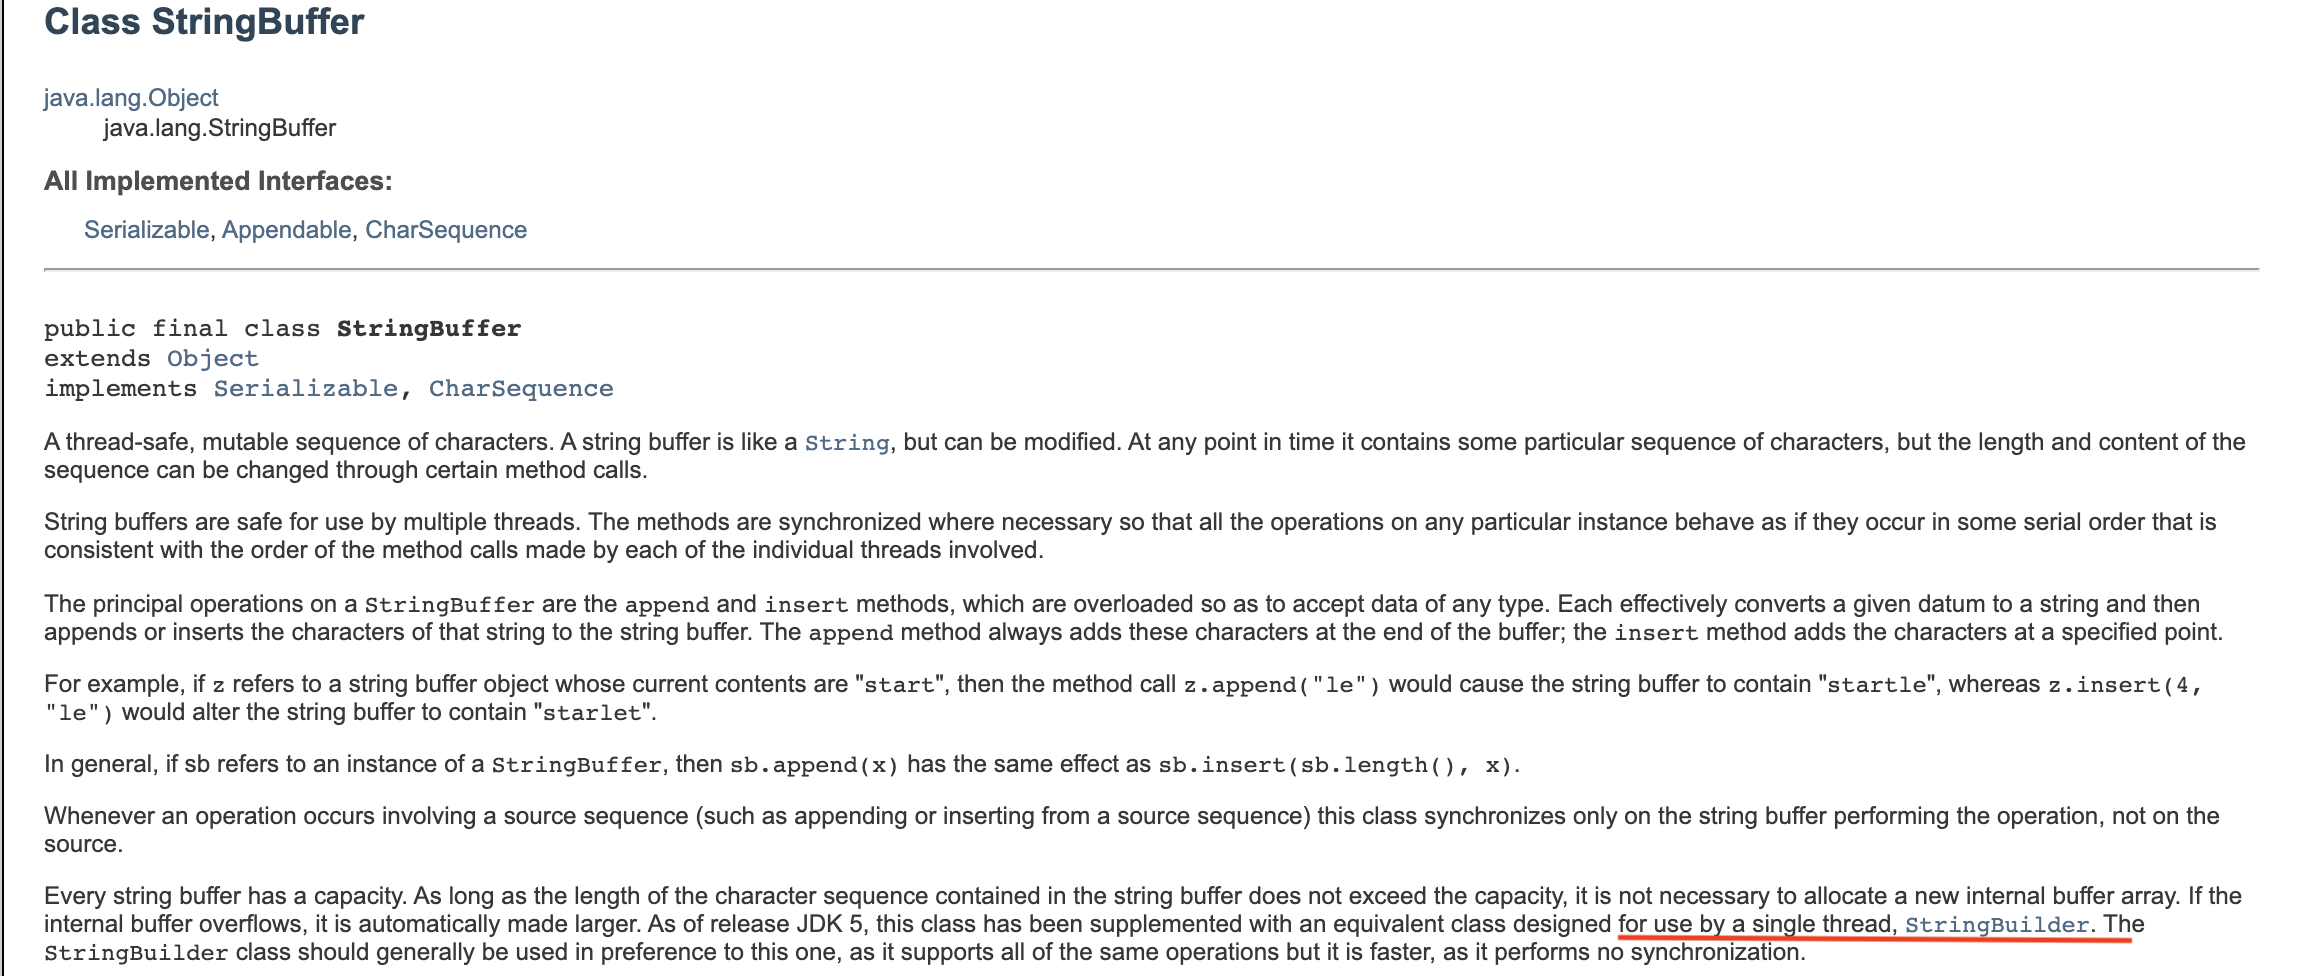 Class StringBuffer
java.lang.Object
java.lang.StringBuffer
All Implemented Interfaces:
Serializable, Appendable, CharSequence
public final class StringBuffer
extends Object
implements Serializable, CharSequence
A thread-safe, mutable sequence of characters. A string buffer is like a String, but can be modified. At any point in time it contains some particular sequence of characters, but the length and content of the
sequence can be changed through certain method calls.
String buffers are safe for use by multiple threads. The methods are synchronized where necessary so that all the operations on any particular instance behave as if they occur in some serial order that is
consistent with the order of the method calls made by each of the individual threads involved.
The principal operations on a StringBuffer are the append and insert methods, which are overloaded so as to accept data of any type. Each effectively converts a given datum to a string and then
appends or inserts the characters of that string to the string buffer. The append method always adds these characters at the end of the buffer; the insert method adds the characters at a specified point.
For example, if z refers to a string buffer object whose current contents are "start", then the method call z.append("le") would cause the string buffer to contain "startle", whereas z.insert(4,
"le") would alter the string buffer to contain "starlet".
In general, if sb refers to an instance of a StringBuffer, then sb.append(x) has the same effect as sb.insert(sb.length(), x).
Whenever an operation occurs involving a source sequence (such as appending or inserting from a source sequence) this class synchronizes only on the string buffer performing the operation, not on the
source.
Every string buffer has a capacity. As long as the length of the character sequence contained in the string buffer does not exceed the capacity, it is not necessary to allocate a new internal buffer array. If the
internal buffer overflows, it is automatically made larger. As of release JDK 5, this class has been supplemented with an equivalent class designed for use by a single thread, StringBuilder. The
StringBuilder class should generally be used in preference to this one, as it supports all of the same operations but it is faster, as it performs no synchronization.